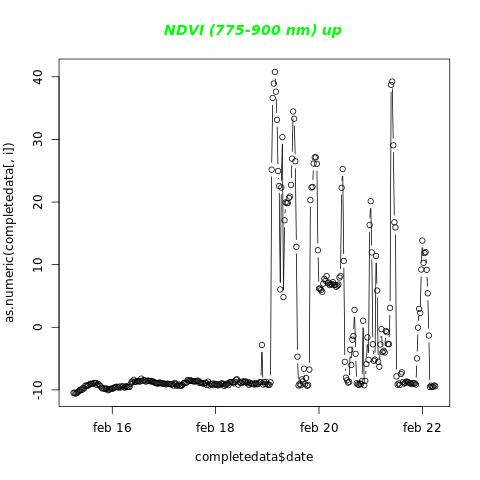 NDVI (775-900 nm) up
as.numeric(completedata[, i])
40
30
20
10
0
-10
feb 16
feb 18
feb 20
feb 22
completedata$date